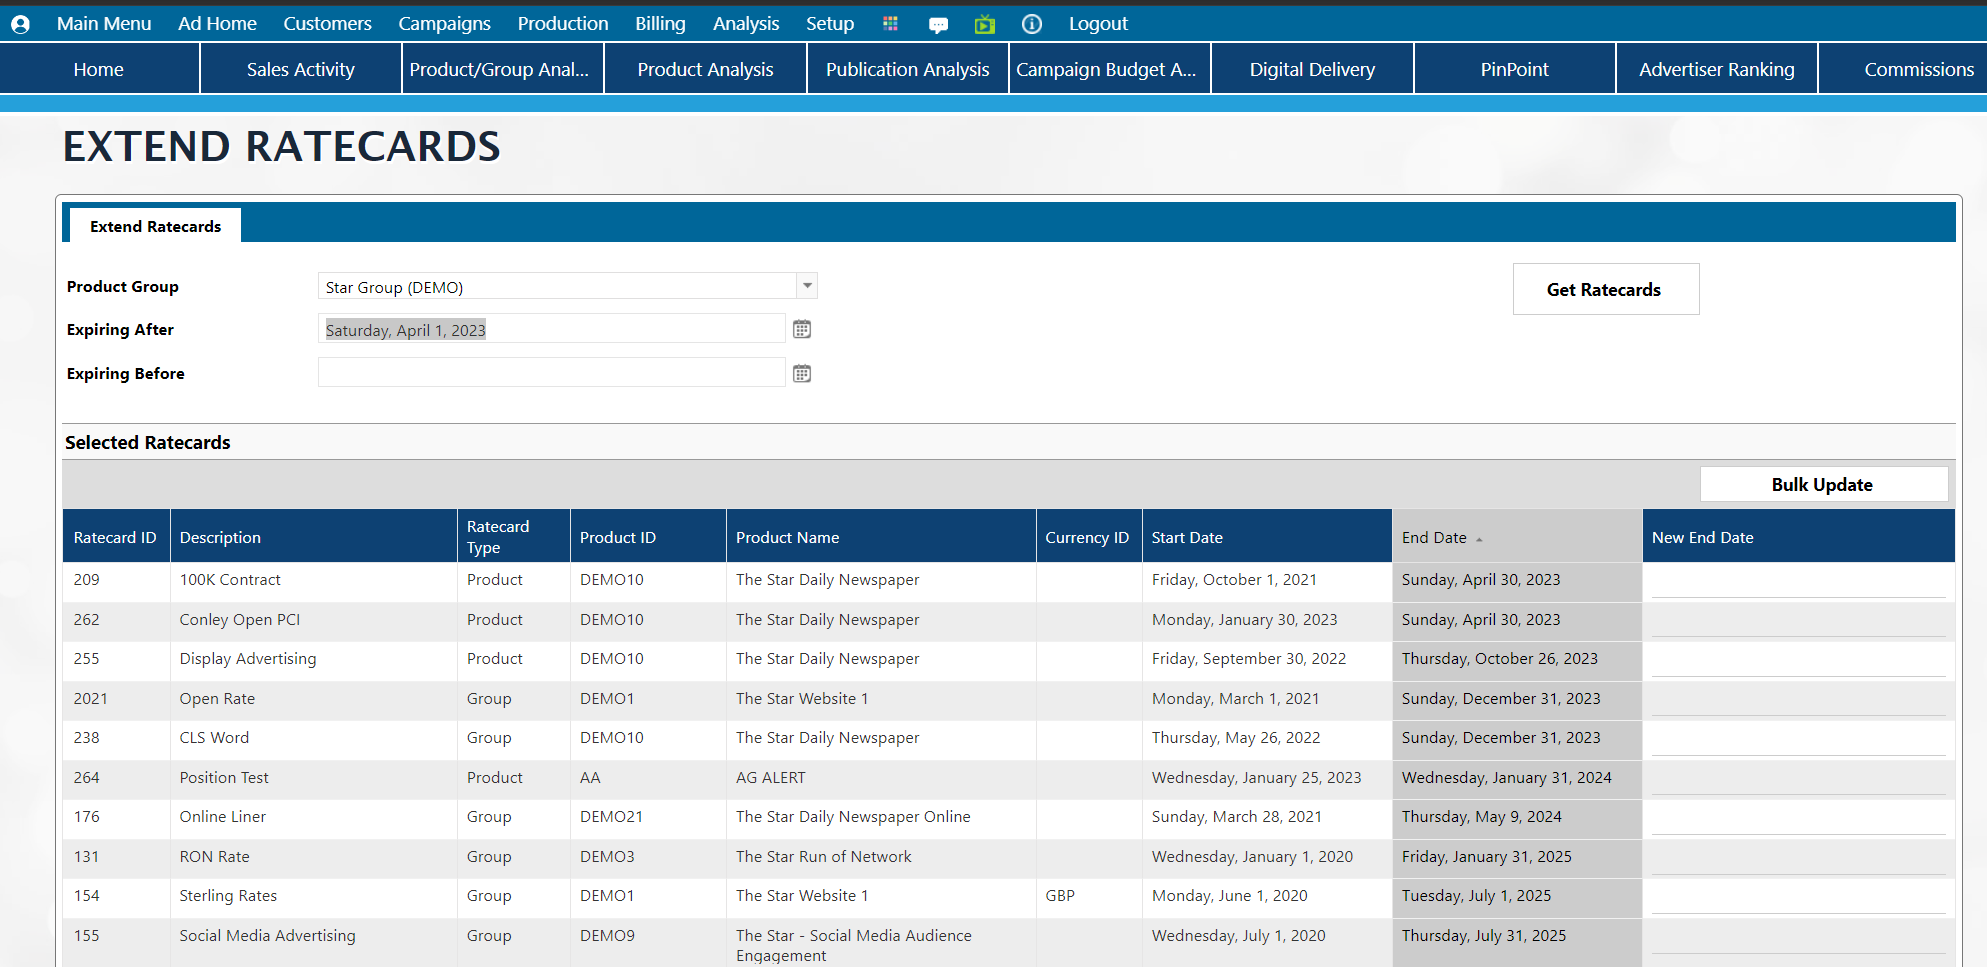 Main Menu Ad Home Customers Campaigns Production Billing Analysis Setup Logout
Home Sales Activity Product/Group Anal... Product Analysis Publication Analysis Campaign Budget A... Digital Delivery PinPoint Advertiser Ranking Commissions
EXTEND RATECARDS
Extend Ratecards
Product Group Star Group (DEMO) Get Ratecards
Expiring After Saturday, April 1, 2023
Expiring Before
Selected Ratecards
Bulk Update
Ratecard ID Description Ratecard Type Product ID Product Name Currency ID Start Date End Date New End Date
209 100K Contract Product DEMO10 The Star Daily Newspaper Friday, October 1, 2021 Sunday, April 30, 2023
262 Conley Open PCI Product DEMO10 The Star Daily Newspaper Monday, January 30, 2023 Sunday, April 30, 2023
255 Display Advertising Product DEMO10 The Star Daily Newspaper Friday, September 30, 2022 Thursday, October 26, 2023
2021 Open Rate Group DEMO1 The Star Website 1 Monday, March 1, 2021 Sunday, December 31, 2023
238 CLS Word Group DEMO10 The Star Daily Newspaper Thursday, May 26, 2022 Sunday, December 31, 2023
264 Position Test Product AA AG ALERT Wednesday, January 25, 2023 Wednesday, January 31, 2024
176 Online Liner Group DEMO21 The Star Daily Newspaper Online Sunday, March 28, 2021 Thursday, May 9, 2024
131 RON Rate Group DEMO3 The Star Run of Network Wednesday, January 1, 2020 Friday, January 31, 2025
154 Sterling Rates Group DEMO1 The Star Website 1 GBP Monday, June 1, 2020 Tuesday, July 1, 2025
155 Social Media Advertising Group DEMO9 The Star - Social Media Audience Engagement Wednesday, July 1, 2020 Thursday, July 31, 2025